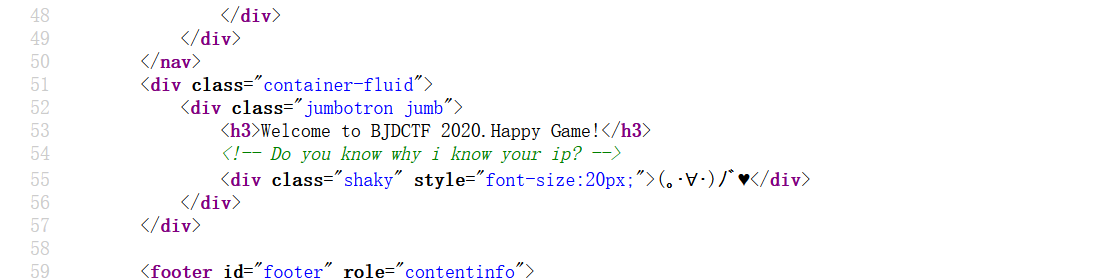 48 </div>
49 </div>
50 </nav>
51 <div class="container-fluid">
52 <div class="jumbotron jumb">
53 <h3>Welcome to BJDCTF 2020.Happy Game!</h3>
54 <!-- Do you know why i know your ip? -->
55 <div class="shaky" style="font-size:20px;">(｡･∀･)ﾉﾞ♥</div>
56 </div>
57 </div>
58
59 <footer id="footer" role="contentinfo">